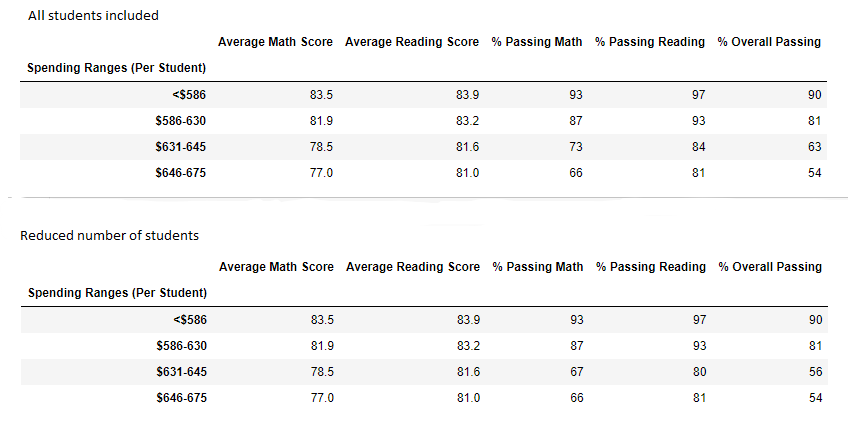 All students included
Average Math Score Average Reading Score % Passing Math % Passing Reading % Overall Passing
Spending Ranges (Per Student)
<$586 83.5 83.9 93 97 90
$586-630 81.9 83.2 87 93 81
$631-645 78.5 81.6 73 84 63
$646-675 77.0 81.0 66 81 54
Reduced number of students
Average Math Score Average Reading Score % Passing Math % Passing Reading % Overall Passing
Spending Ranges (Per Student)
<$586 83.5 83.9 93 97 90
$586-630 81.9 83.2 87 93 81
$631-645 78.5 81.6 67 80 56
$646-675 77.0 81.0 66 81 54